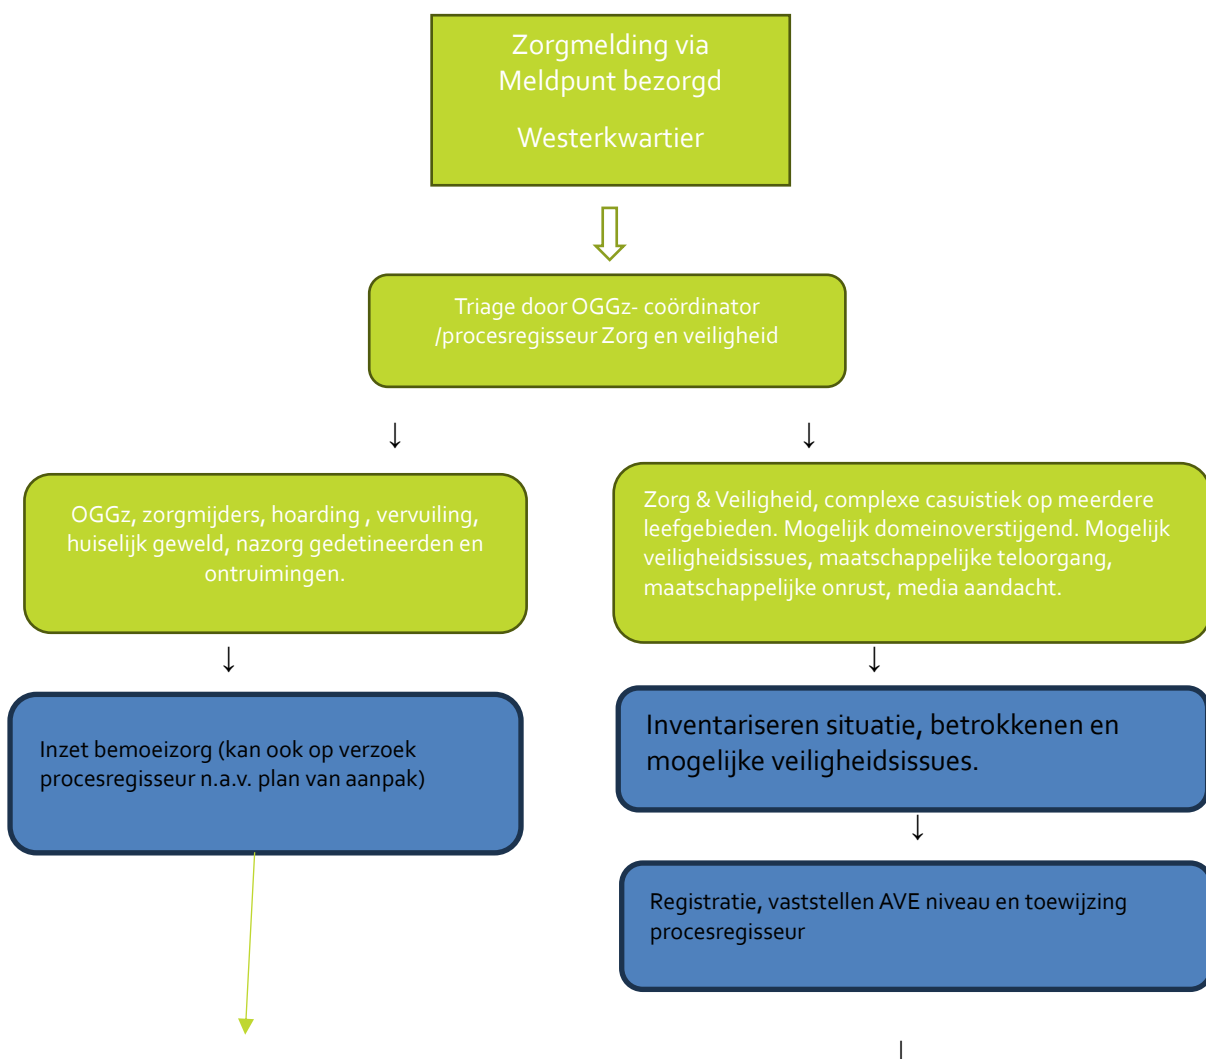 Zorgmelding via
Meldpunt bezorgd
Westerkwartier
Triage door OGGz- coördinator
/procesregisseur Zorg en veiligheid
↓
↓
OGGz, zorgmijders, hoarding , vervuiling,
huiselijk geweld, nazorg gedetineerden en
ontruimingen.
Zorg & Veiligheid, complexe casuistiek op meerdere
leefgebieden. Mogelijk domeinoverstijgend. Mogelijk
veiligheidsissues, maatschappelijke teloorgang,
maatschappelijke onrust, media aandacht.
↓
↓
Inzet bemoeizorg (kan ook op verzoek
procesregisseur n.a.v. plan van aanpak)
Inventariseren situatie, betrokkenen en
mogelijke veiligheidsissues.
↓
Registratie, vaststellen AVE niveau en toewijzing
procesregisseur